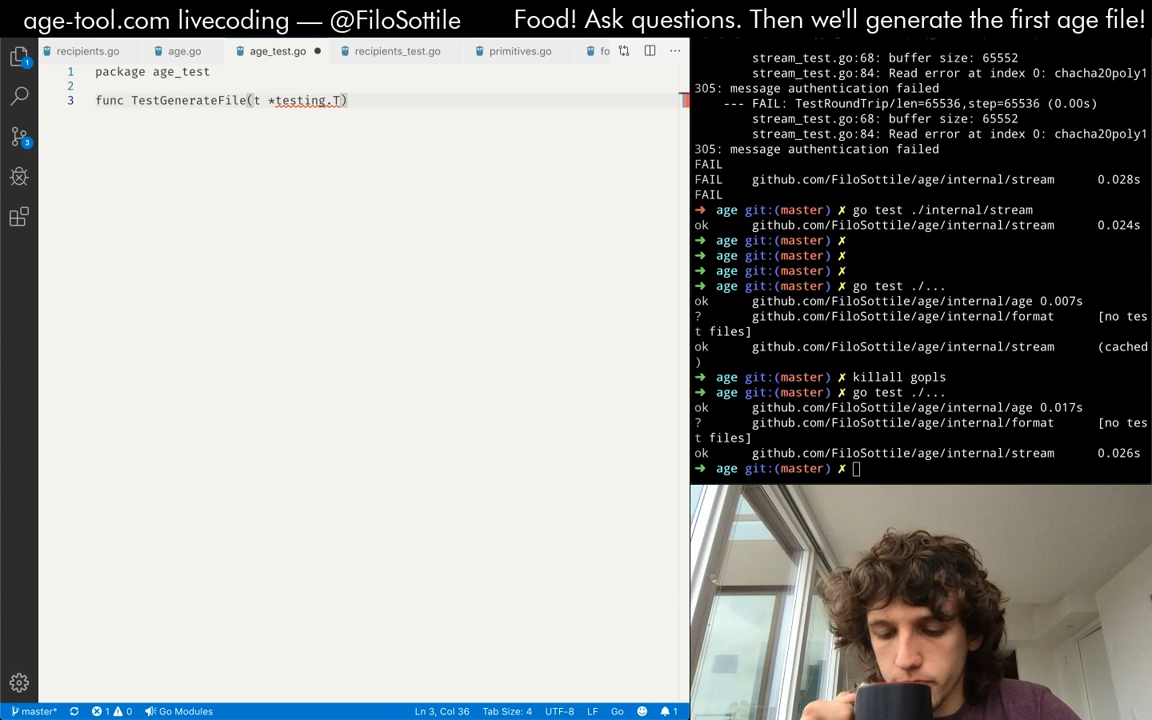 age-tool.com livecoding — @FiloSottile
Food! Ask questions. Then we'll generate the first age file!
recipients.go
age.go
age_test.go
recipients_test.go
primitives.go
fo
1 package age_test
2
3 func TestGenerateFile(t *testing.T)
stream_test.go:68: buffer size: 65552
stream_test.go:84: Read error at index 0: chacha20poly1
305: message authentication failed
--- FAIL: TestRoundTrip/len=65536,step=65536 (0.00s)
stream_test.go:68: buffer size: 65552
stream_test.go:84: Read error at index 0: chacha20poly1
305: message authentication failed
FAIL
FAIL github.com/FiloSottile/age/internal/stream 0.028s
FAIL
➜ age git:(master) ✗ go test ./internal/stream
ok github.com/FiloSottile/age/internal/stream 0.024s
➜ age git:(master) ✗
➜ age git:(master) ✗
➜ age git:(master) ✗
➜ age git:(master) ✗ go test ./...
ok github.com/FiloSottile/age/internal/age 0.007s
? github.com/FiloSottile/age/internal/format [no tes
t files]
ok github.com/FiloSottile/age/internal/stream (cached
)
➜ age git:(master) ✗ killall gopls
➜ age git:(master) ✗ go test ./...
ok github.com/FiloSottile/age/internal/age 0.017s
? github.com/FiloSottile/age/internal/format [no tes
t files]
ok github.com/FiloSottile/age/internal/stream 0.026s
➜ age git:(master) ✗
1
3
master* 1 0 Go Modules Ln 3, Col 36 Tab Size: 4 UTF-8 LF Go 1